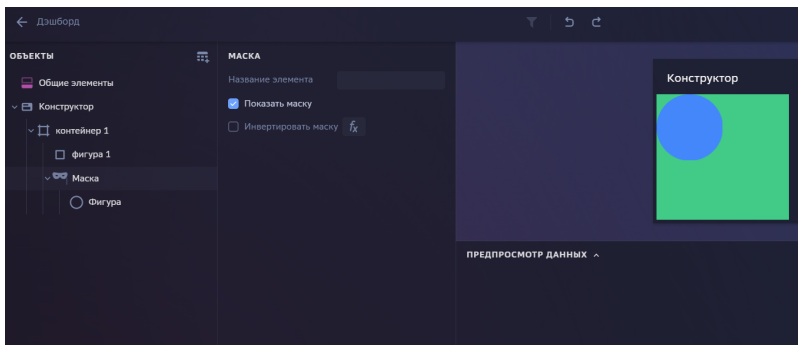 Дэшборд
ОБЪЕКТЫ
Общие элементы
Конструктор
контейнер 1
фигура 1
Маска
Фигура
МАСКА
Название элемента
Показать маску
Инвертировать маску fx
Конструктор
ПРЕДПРОСМОТР ДАННЫХ